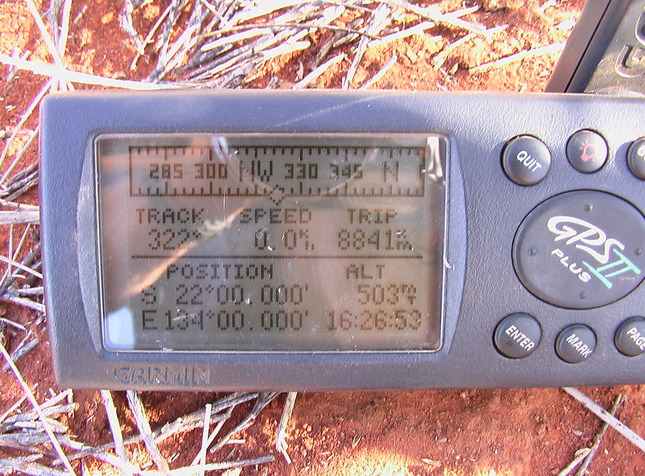 285 300 NW 330 345 N
TRACK SPEED TRIP
322° 0.0 8841
POSITION ALT
S 22°00.000' 503
E 134°00.000' 16:26:53
GARMIN
QUIT
GPS II
PLUS
ENTER
MARK
PAGE